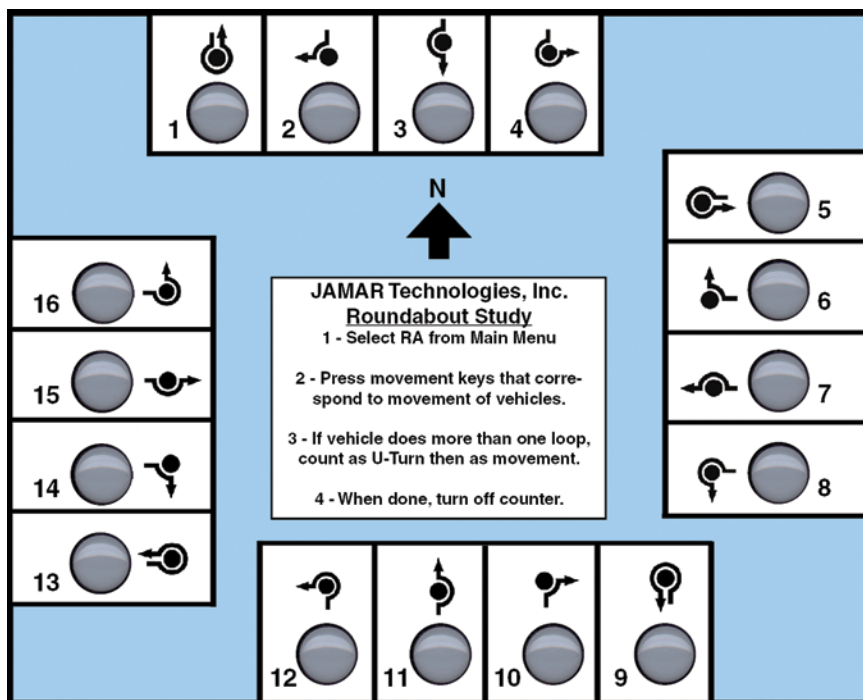 1
2
3
4
N
5
6
7
8
16
15
14
13
JAMAR Technologies, Inc.
Roundabout Study
1 - Select RA from Main Menu
2 - Press movement keys that corre-
spond to movement of vehicles.
3 - If vehicle does more than one loop,
count as U-Turn then as movement.
4 - When done, turn off counter.
12
11
10
9